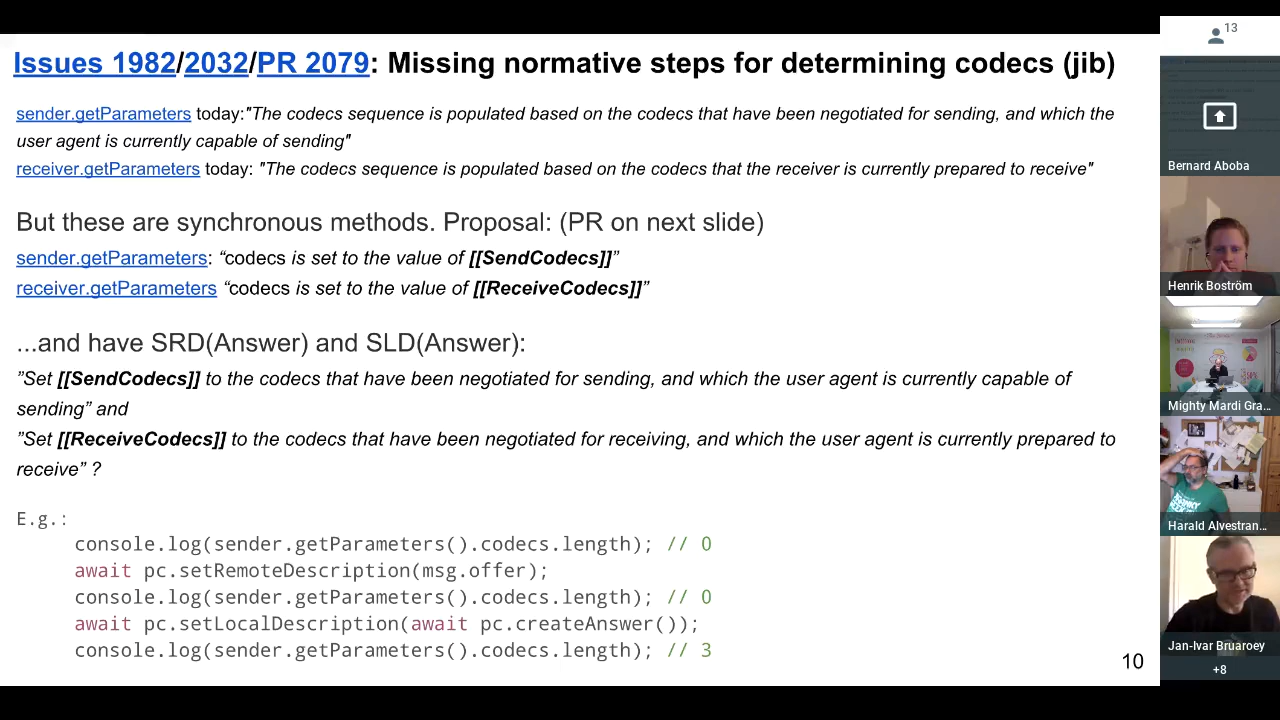 Issues 1982/2032/PR 2079: Missing normative steps for determining codecs (jib)
sender.getParameters today:"The codecs sequence is populated based on the codecs that have been negotiated for sending, and which the
user agent is currently capable of sending"
receiver.getParameters today: "The codecs sequence is populated based on the codecs that the receiver is currently prepared to receive"
But these are synchronous methods. Proposal: (PR on next slide)
sender.getParameters: “codecs is set to the value of [[SendCodecs]]”
receiver.getParameters “codecs is set to the value of [[ReceiveCodecs]]”
...and have SRD(Answer) and SLD(Answer):
”Set [[SendCodecs]] to the codecs that have been negotiated for sending, and which the user agent is currently capable of
sending” and
”Set [[ReceiveCodecs]] to the codecs that have been negotiated for receiving, and which the user agent is currently prepared to
receive” ?
E.g.:
console.log(sender.getParameters().codecs.length); // 0
await pc.setRemoteDescription(msg.offer);
console.log(sender.getParameters().codecs.length); // 0
await pc.setLocalDescription(await pc.createAnswer());
console.log(sender.getParameters().codecs.length); // 3
10
13
Bernard Aboba
Henrik Boström
Mighty Mardi Gra...
Harald Alvestran...
Jan-Ivar Bruaroey
+8